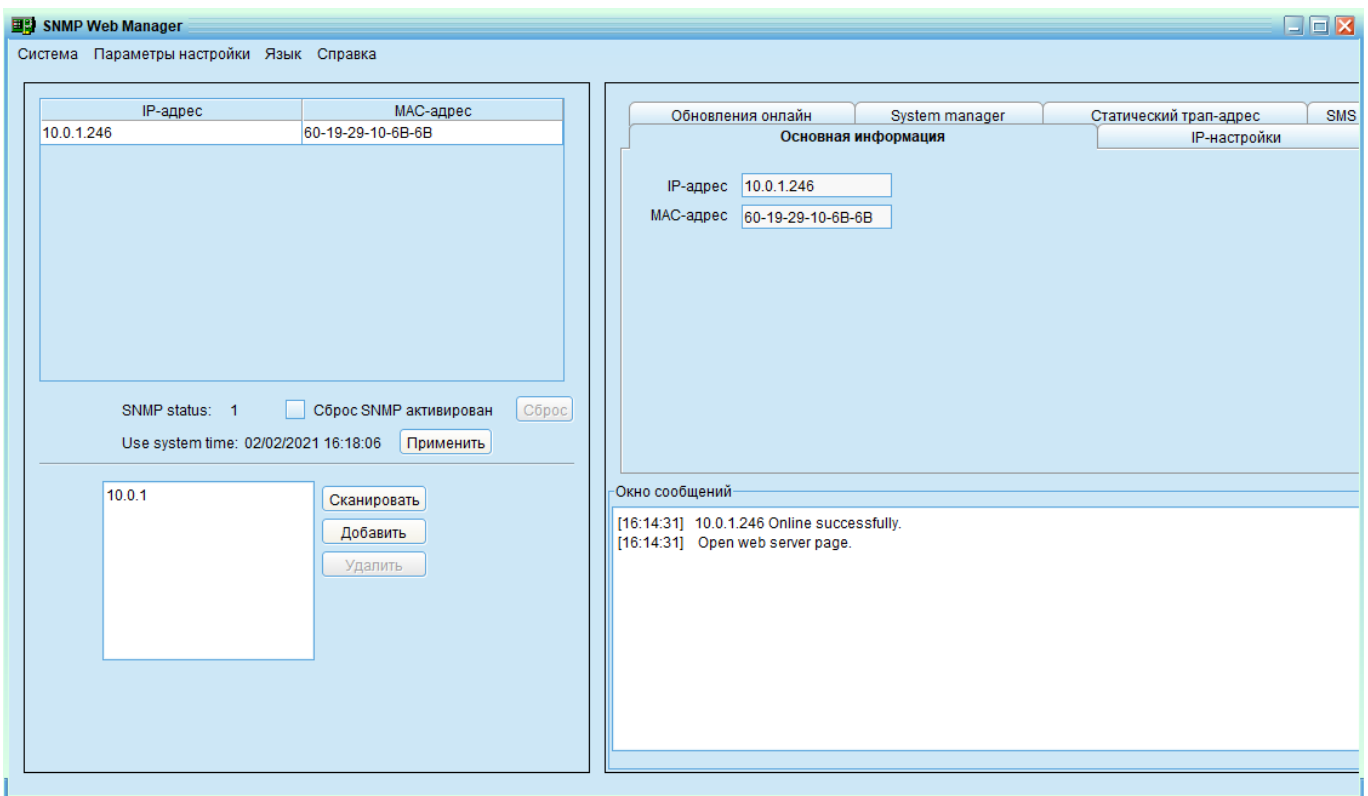 SNMP Web Manager
Система Параметры настройки Язык Справка
IP-адрес MAC-адрес
10.0.1.246 60-19-29-10-6B-6B
SNMP status: 1 Сброс SNMP активирован Сброс
Use system time: 02/02/2021 16:18:06 Применить
10.0.1
Сканировать
Добавить
Удалить
Обновления онлайн System manager Статический трап-адрес SMS
Основная информация IP-настройки
IP-адрес 10.0.1.246
MAC-адрес 60-19-29-10-6B-6B
Окно сообщений
[16:14:31] 10.0.1.246 Online successfully.
[16:14:31] Open web server page.